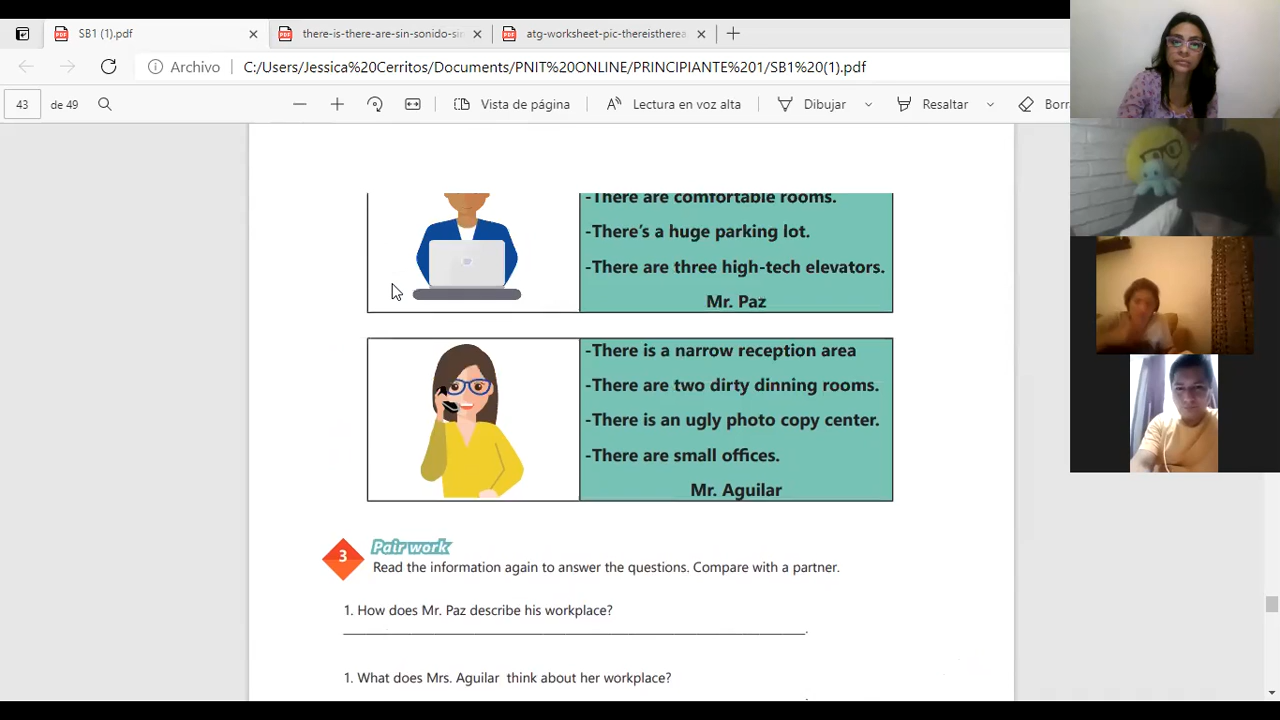 SB1 (1).pdf
there-is-there-are-sin-sonido-sin
atg-worksheet-pic-thereistherea
Archivo
C:/Users/Jessica%20Cerritos/Documents/PNIT%20ONLINE/PRINCIPIANTE%201/SB1%20(1).pdf
43
de 49
Vista de página
Lectura en voz alta
Dibujar
Resaltar
Borr
-There are comfortable rooms.
-There's a huge parking lot.
-There are three high-tech elevators.
Mr. Paz
-There is a narrow reception area
-There are two dirty dinning rooms.
-There is an ugly photo copy center.
-There are small offices.
Mr. Aguilar
3
Pair work
Read the information again to answer the questions. Compare with a partner.
1. How does Mr. Paz describe his workplace?
1. What does Mrs. Aguilar think about her workplace?